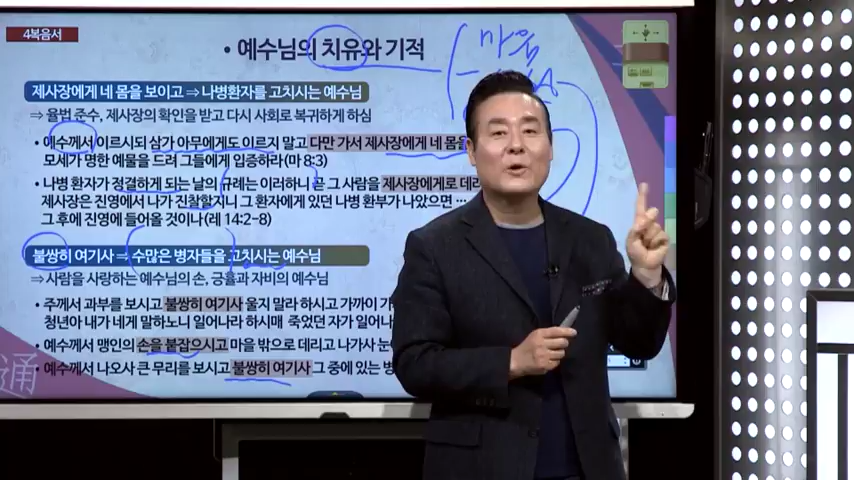 4복음서
• 예수님의 치유와 기적
마음
제사장에게 네 몸을 보이고 ⇒ 나병환자를 고치시는 예수님
⇒ 율법 준수, 제사장의 확인을 받고 다시 사회로 복귀하게 하심
• 예수께서 이르시되 삼가 아무에게도 이르지 말고 다만 가서 제사장에게 네 몸을
모세가 명한 예물을 드려 그들에게 입증하라(마 8:3)
• 나병 환자가 정결하게 되는 날의 규례는 이러하니 곧 그 사람을 제사장에게로 데려
제사장은 진영에서 나가 진찰할지니 그 환자에게 있던 나병 환부가 나았으면 …
그 후에 진영에 들어올 것이나(레 14:2-8)
불쌍히 여기사 ⇒ 수많은 병자들을 고치시는 예수님
⇒ 사람을 사랑하는 예수님의 손, 긍휼과 자비의 예수님
• 주께서 과부를 보시고 불쌍히 여기사 울지 말라 하시고 가까이 가
청년아 내가 네게 말하노니 일어나라 하시매 죽었던 자가 일어나
• 예수께서 맹인의 손을 붙잡으시고 마을 밖으로 데리고 나가사 눈
• 예수께서 나오사 큰 무리를 보시고 불쌍히 여기사 그 중에 있는 병
通